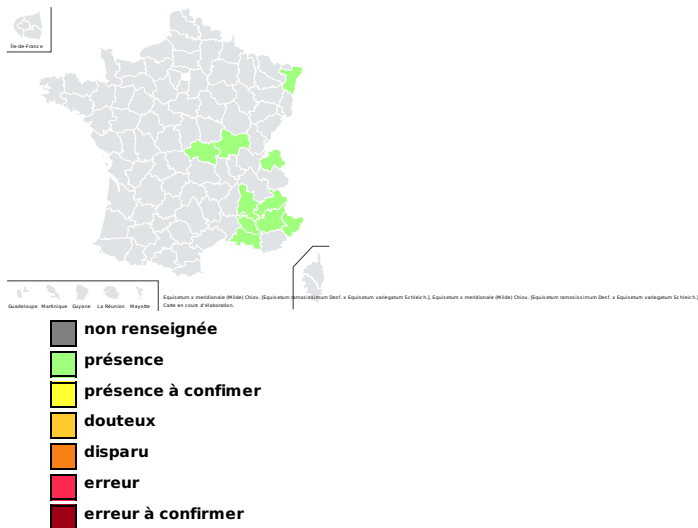 Île-de-France
Guadeloupe Martinique Guyane La Réunion Mayotte
Equisetum x meridionale (Milde) Chiov. [Equisetum ramosissimum Desf. x Equisetum variegatum Schleich.], Equisetum x meridionale (Milde) Chiov. [Equisetum ramosissimum Desf. x Equisetum variegatum Schleich.]
Carte en cours d'élaboration.
non renseignée
présence
présence à confimer
douteux
disparu
erreur
erreur à confirmer